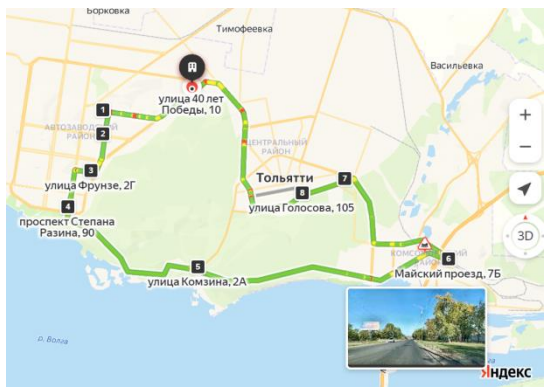 Борковка
Тимофеевка
Васильевка
улица 40 лет
Победы, 10
1
АВТОЗАВОДСКОЙ
РАЙОН
2
ЦЕНТРАЛЬНЫЙ
РАЙОН
3
улица Фрунзе, 2Г
Тольятти
7
8
улица Голосова, 105
4
проспект Степана
Разина, 90
3D
5
улица Комзина, 2А
6
Майский проезд, 7Б
р. Волга
Яндекс